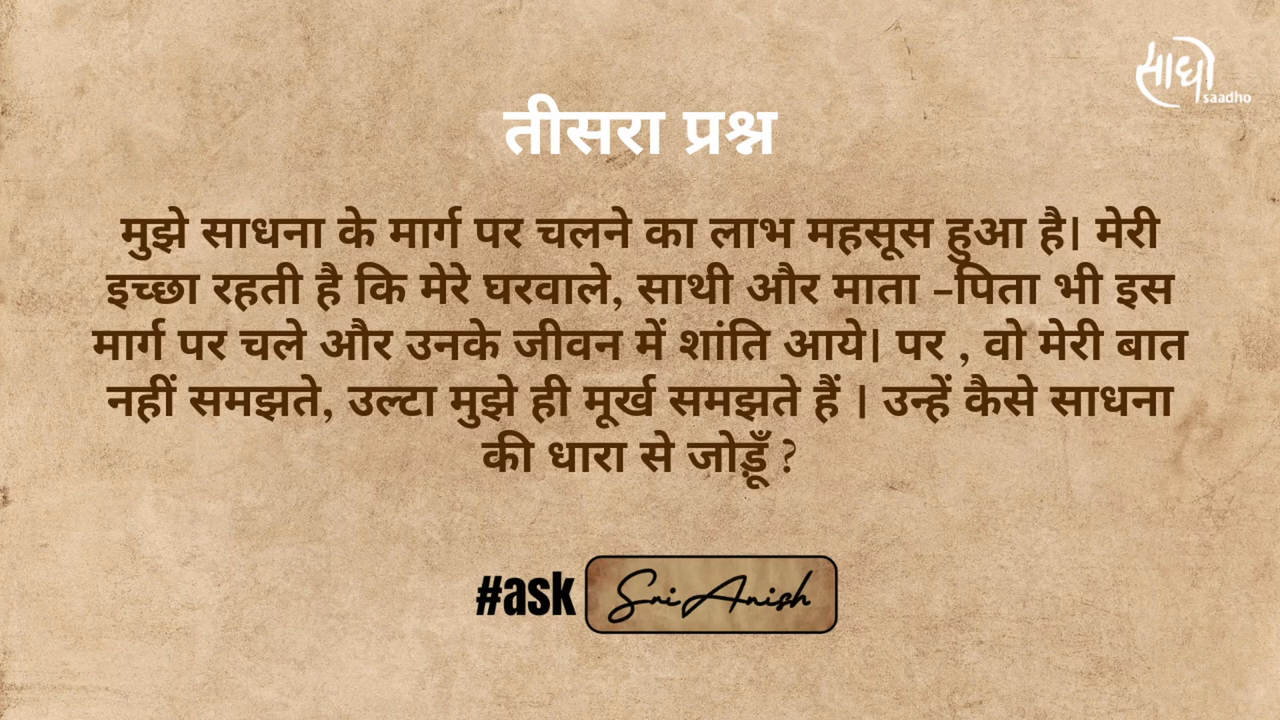 साधो
saadho
तीसरा प्रश्न
मुझे साधना के मार्ग पर चलने का लाभ महसूस हुआ है। मेरी
इच्छा रहती है कि मेरे घरवाले, साथी और माता –पिता भी इस
मार्ग पर चले और उनके जीवन में शांति आये। पर , वो मेरी बात
नहीं समझते, उल्टा मुझे ही मूर्ख समझते हैं । उन्हें कैसे साधना
की धारा से जोड़ूँ ?
#ask Sri Anish